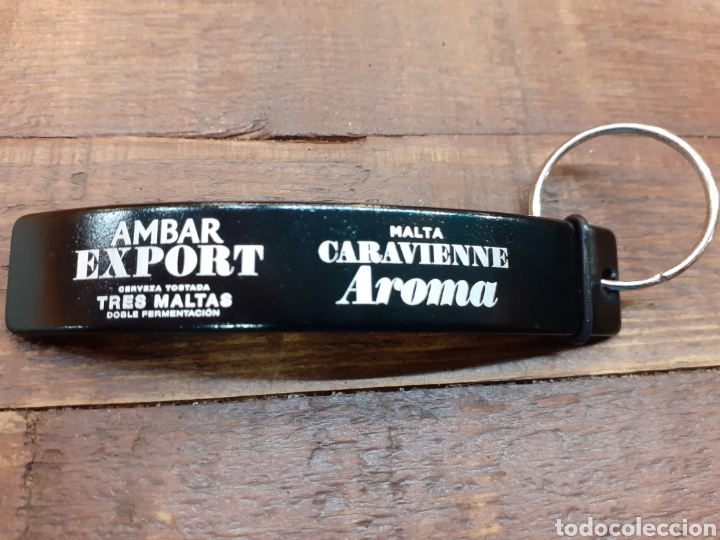 AMBAR
EXPORT
CERVEZA TOSTADA
TRES MALTAS
DOBLE FERMENTACIÓN
MALTA
CARAVIENNE
Aroma
todocoleccion